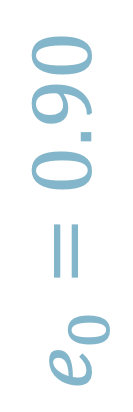 e₀ = 0.90